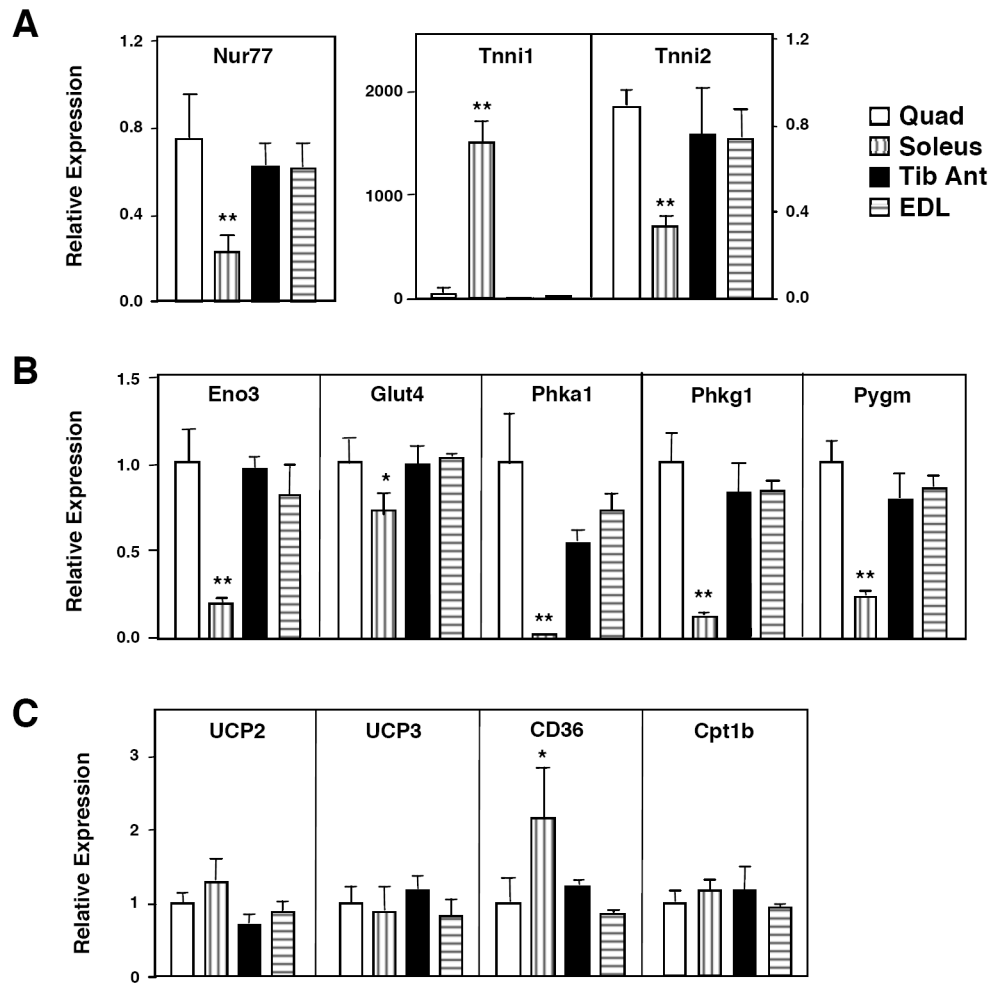 A
Relative Expression
1.2
0.8
0.4
0.0
Nur77
**
2000
1000
0
Tnni1
**
Tnni2
**
1.2
0.8
0.4
0.0
Quad
Soleus
Tib Ant
EDL
B
Relative Expression
1.5
1.0
0.5
0.0
Eno3
**
Glut4
*
Phka1
**
Phkg1
**
Pygm
**
C
Relative Expression
3
2
1
0
UCP2
UCP3
CD36
*
Cpt1b